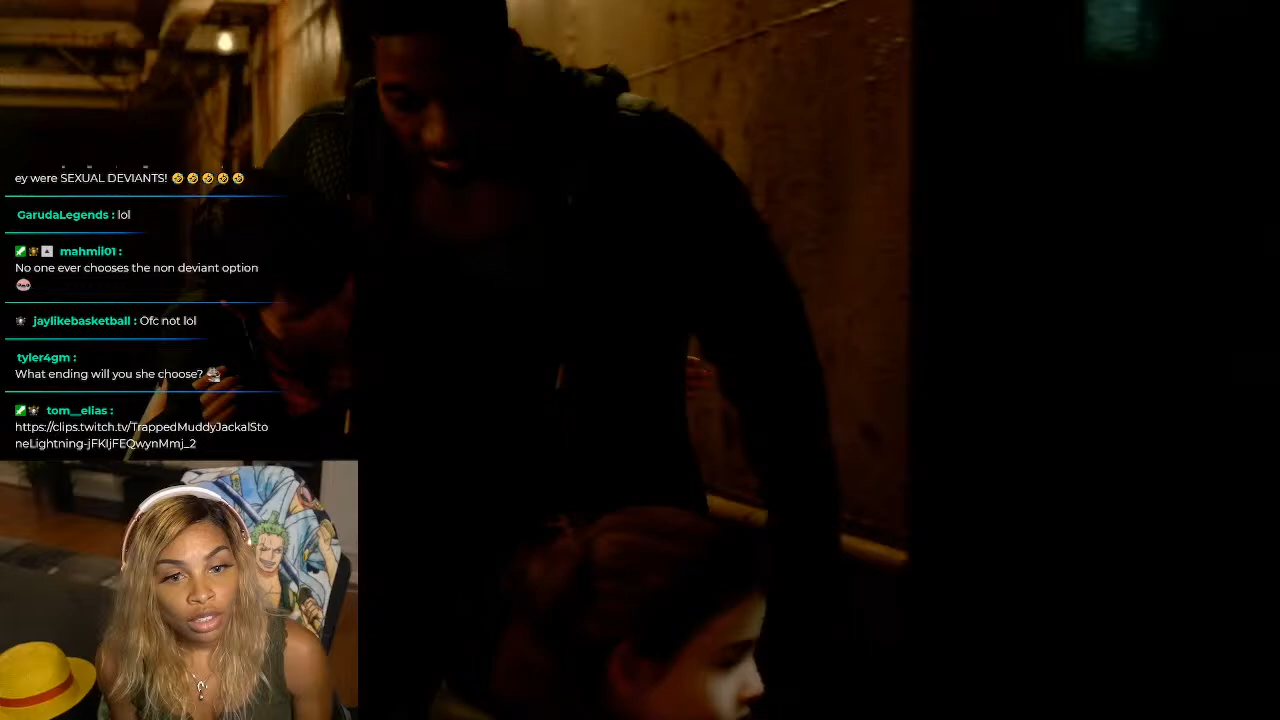 ey were SEXUAL DEVIANTS! 🤣🤣🤣🤣🤣
GarudaLegends : lol
mahmii01 :
No one ever chooses the non deviant option
jaylikebasketball : Ofc not lol
tyler4gm :
What ending will you she choose?
tom__elias :
https://clips.twitch.tv/TrappedMuddyJackalSto
neLightning-jFKIjFEQwynMmj_2